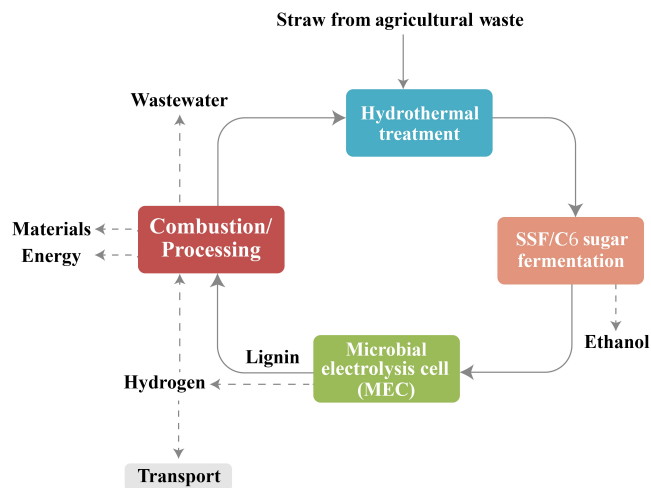 Straw from agricultural waste
Wastewater
Hydrothermal
treatment
Materials
Energy
Combustion/
Processing
SSF/C6 sugar
fermentation
Ethanol
Lignin
Microbial
electrolysis cell
(MEC)
Hydrogen
Transport